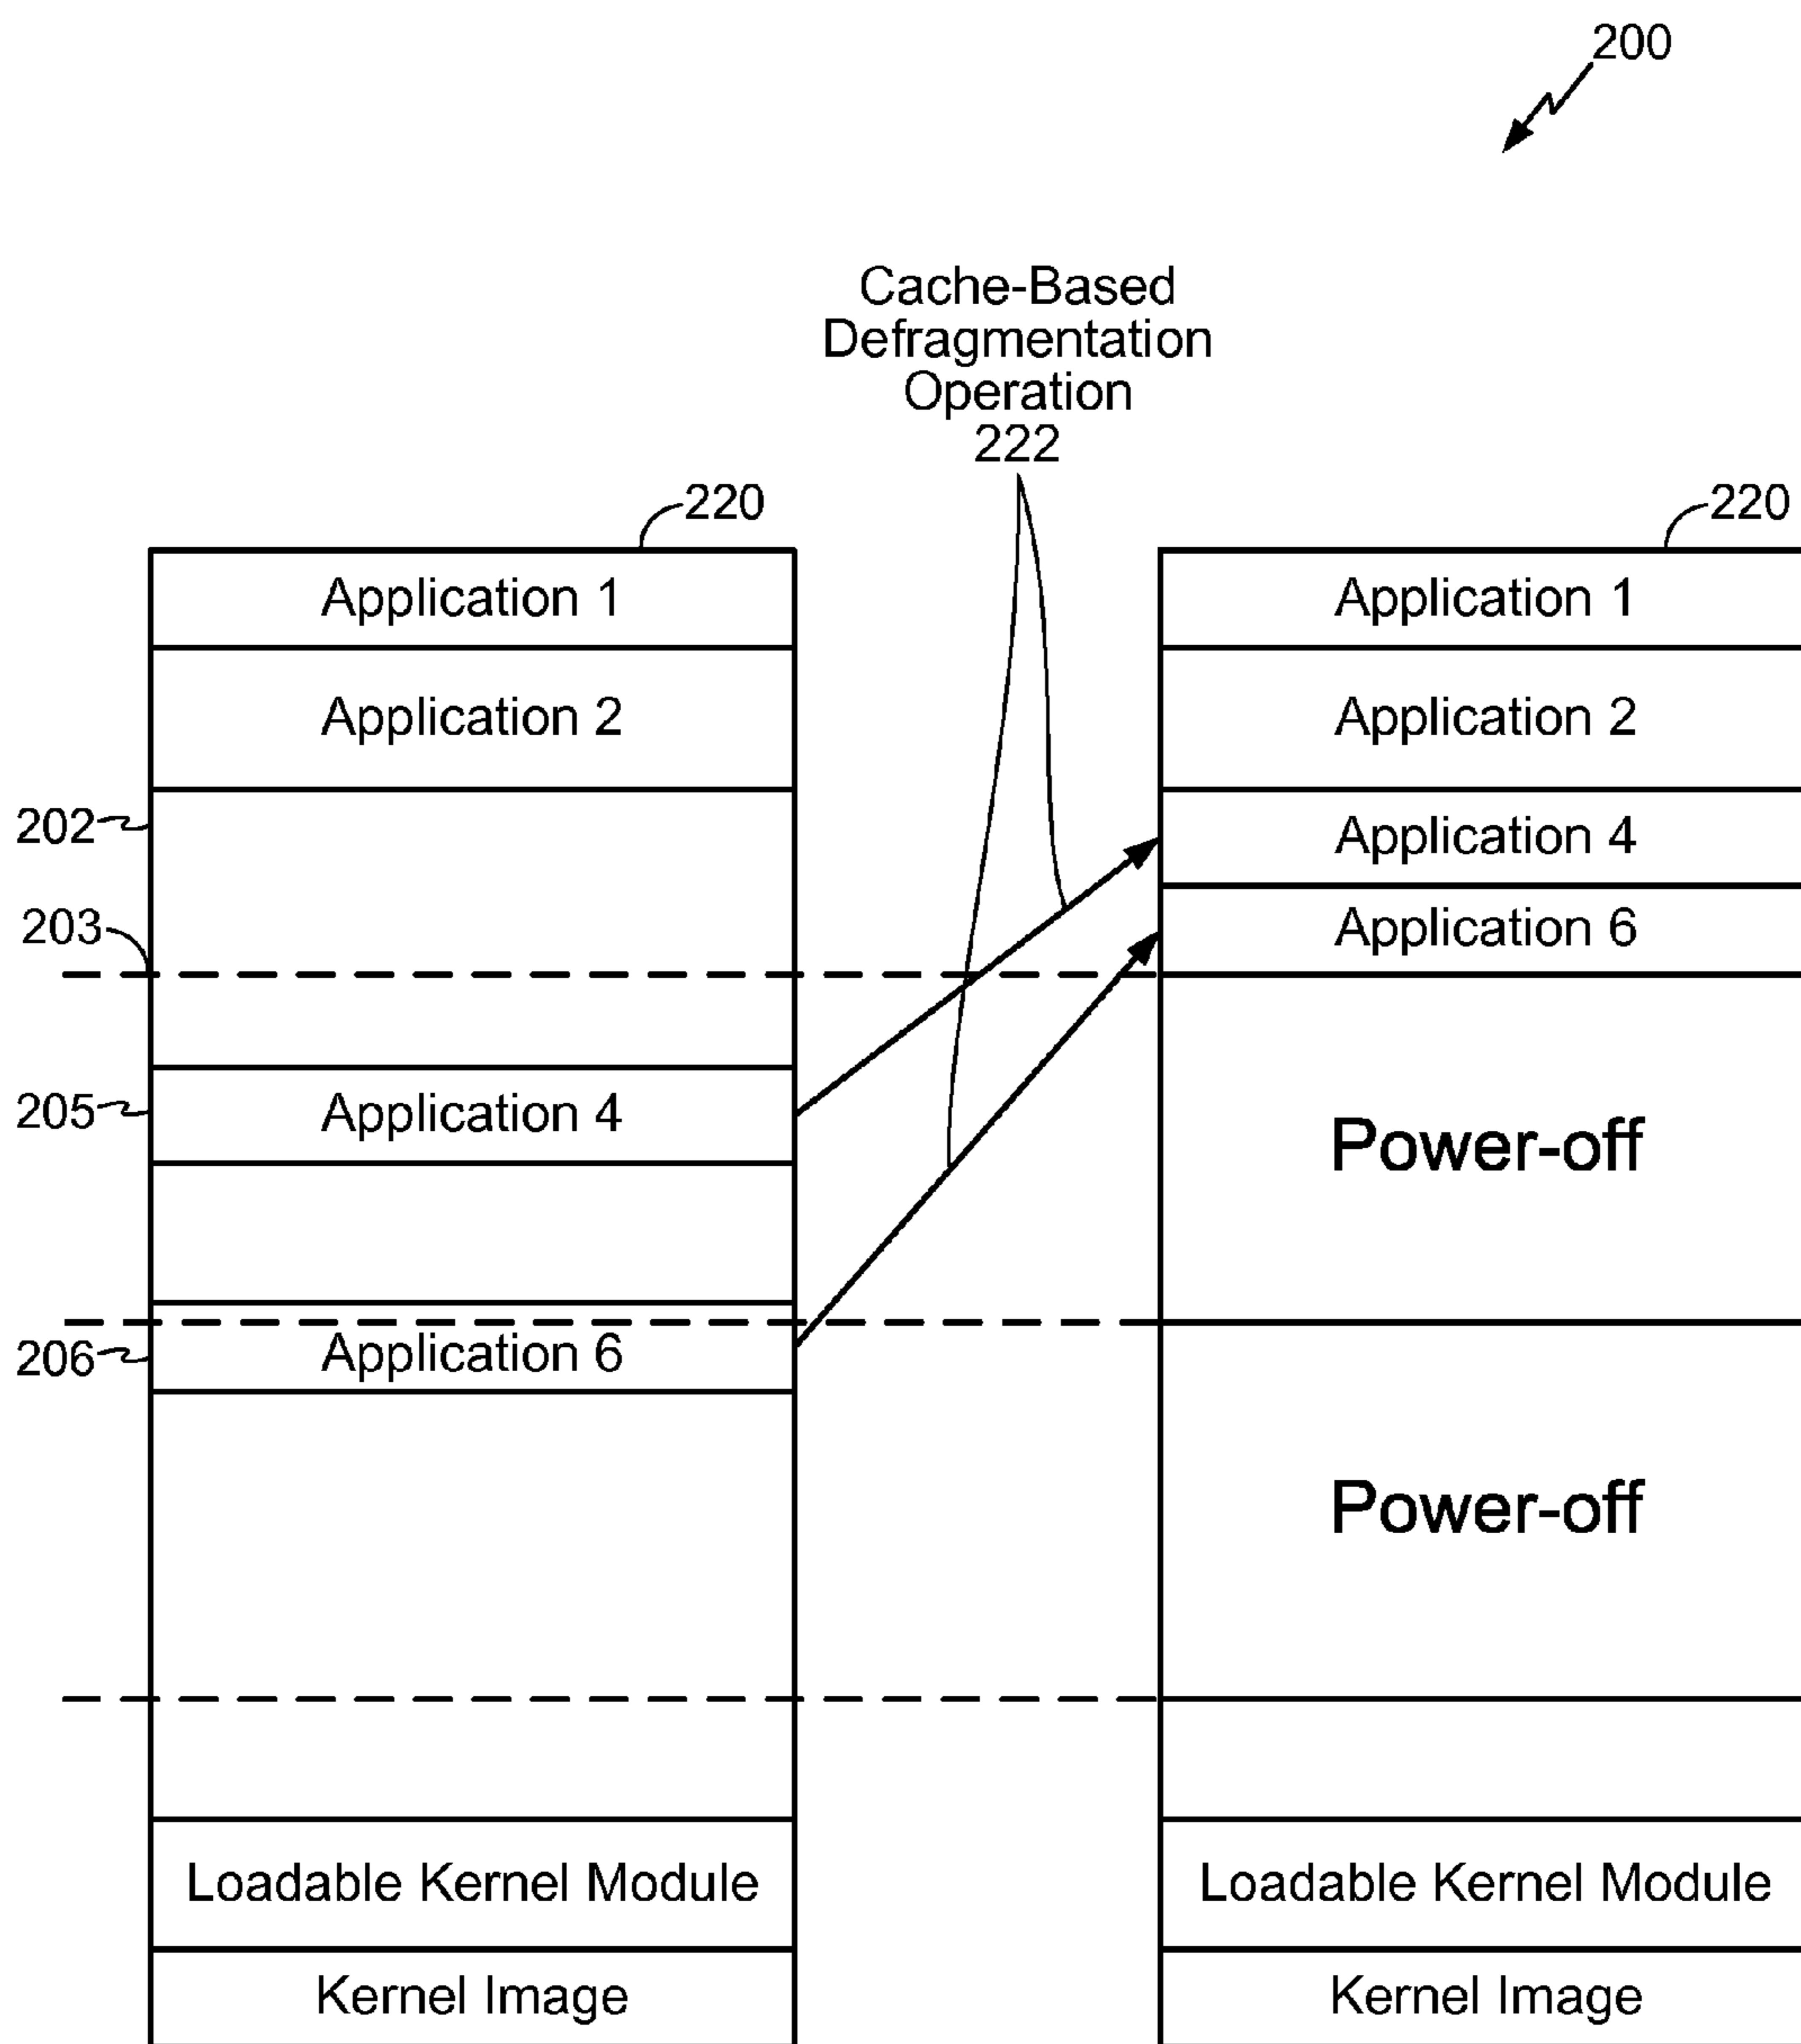 200
Cache-Based
Defragmentation
Operation
222
220
220
Application 1
Application 1
Application 2
Application 2
202
Application 4
203
Application 6
205
Application 4
Power-off
206
Application 6
Power-off
Loadable Kernel Module
Loadable Kernel Module
Kernel Image
Kernel Image